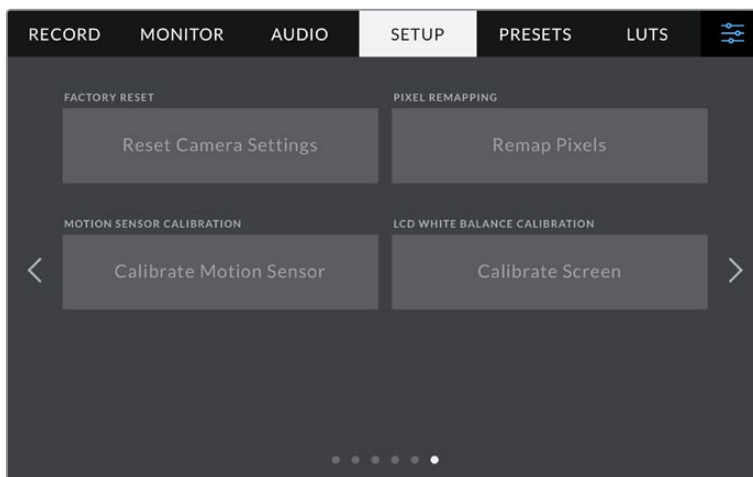 RECORD MONITOR AUDIO SETUP PRESETS LUTS
FACTORY RESET PIXEL REMAPPING
Reset Camera Settings Remap Pixels
MOTION SENSOR CALIBRATION LCD WHITE BALANCE CALIBRATION
Calibrate Motion Sensor Calibrate Screen